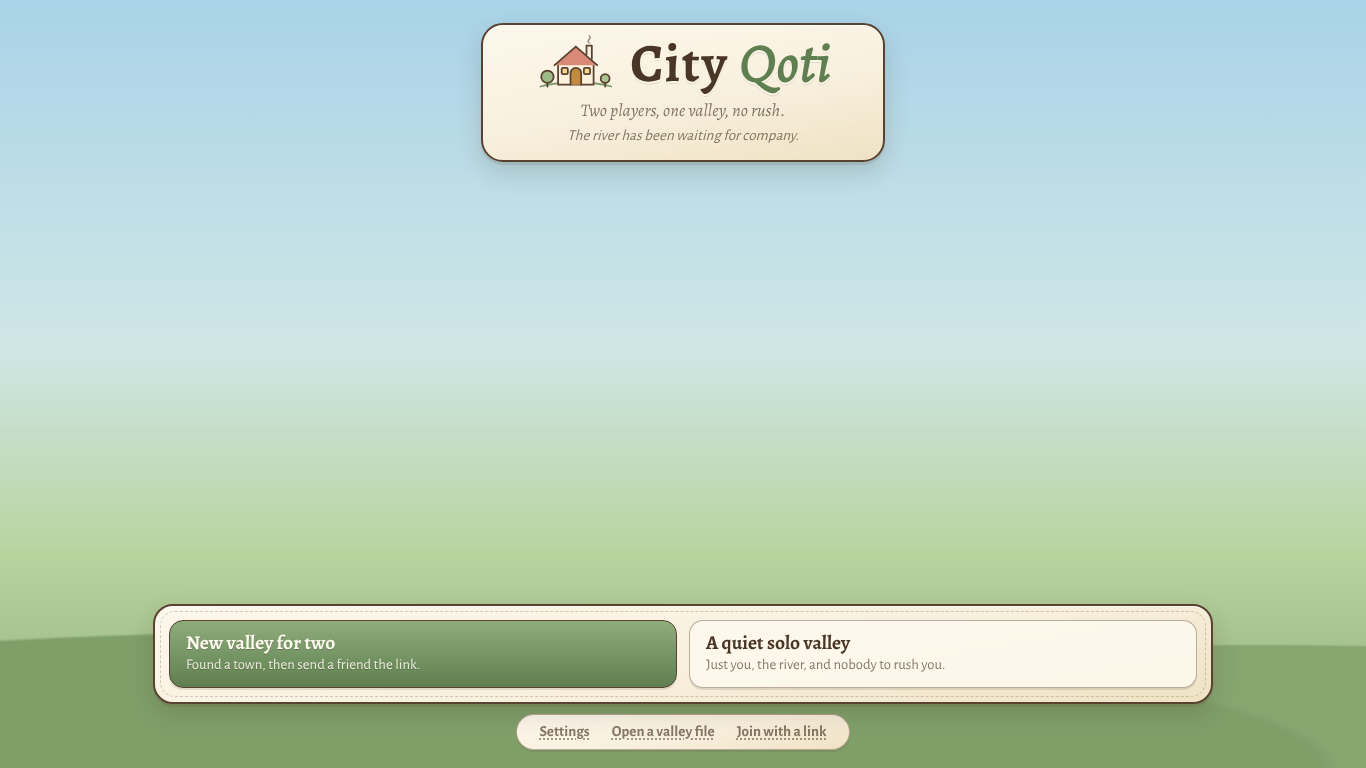 City Qoti
Two players, one valley, no rush.
The river has been waiting for company.
New valley for two
Found a town, then send a friend the link.
A quiet solo valley
Just you, the river, and nobody to rush you.
Settings
Open a valley file
Join with a link